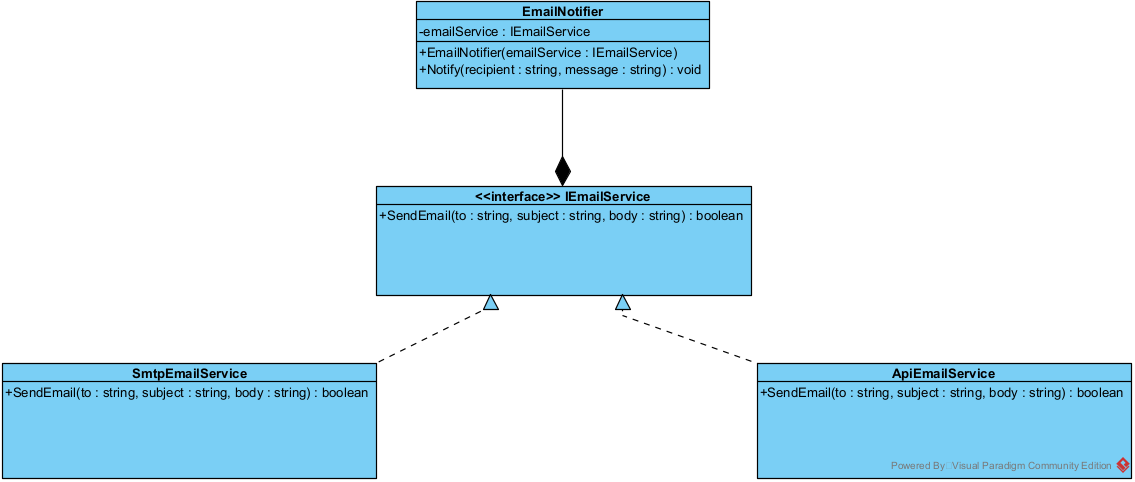 EmailNotifier
-emailService : IEmailService
+EmailNotifier(emailService : IEmailService)
+Notify(recipient : string, message : string) : void
<<interface>> IEmailService
+SendEmail(to : string, subject : string, body : string) : boolean
SmtpEmailService
+SendEmail(to : string, subject : string, body : string) : boolean
ApiEmailService
+SendEmail(to : string, subject : string, body : string) : boolean
Powered By. Visual Paradigm Community Edition